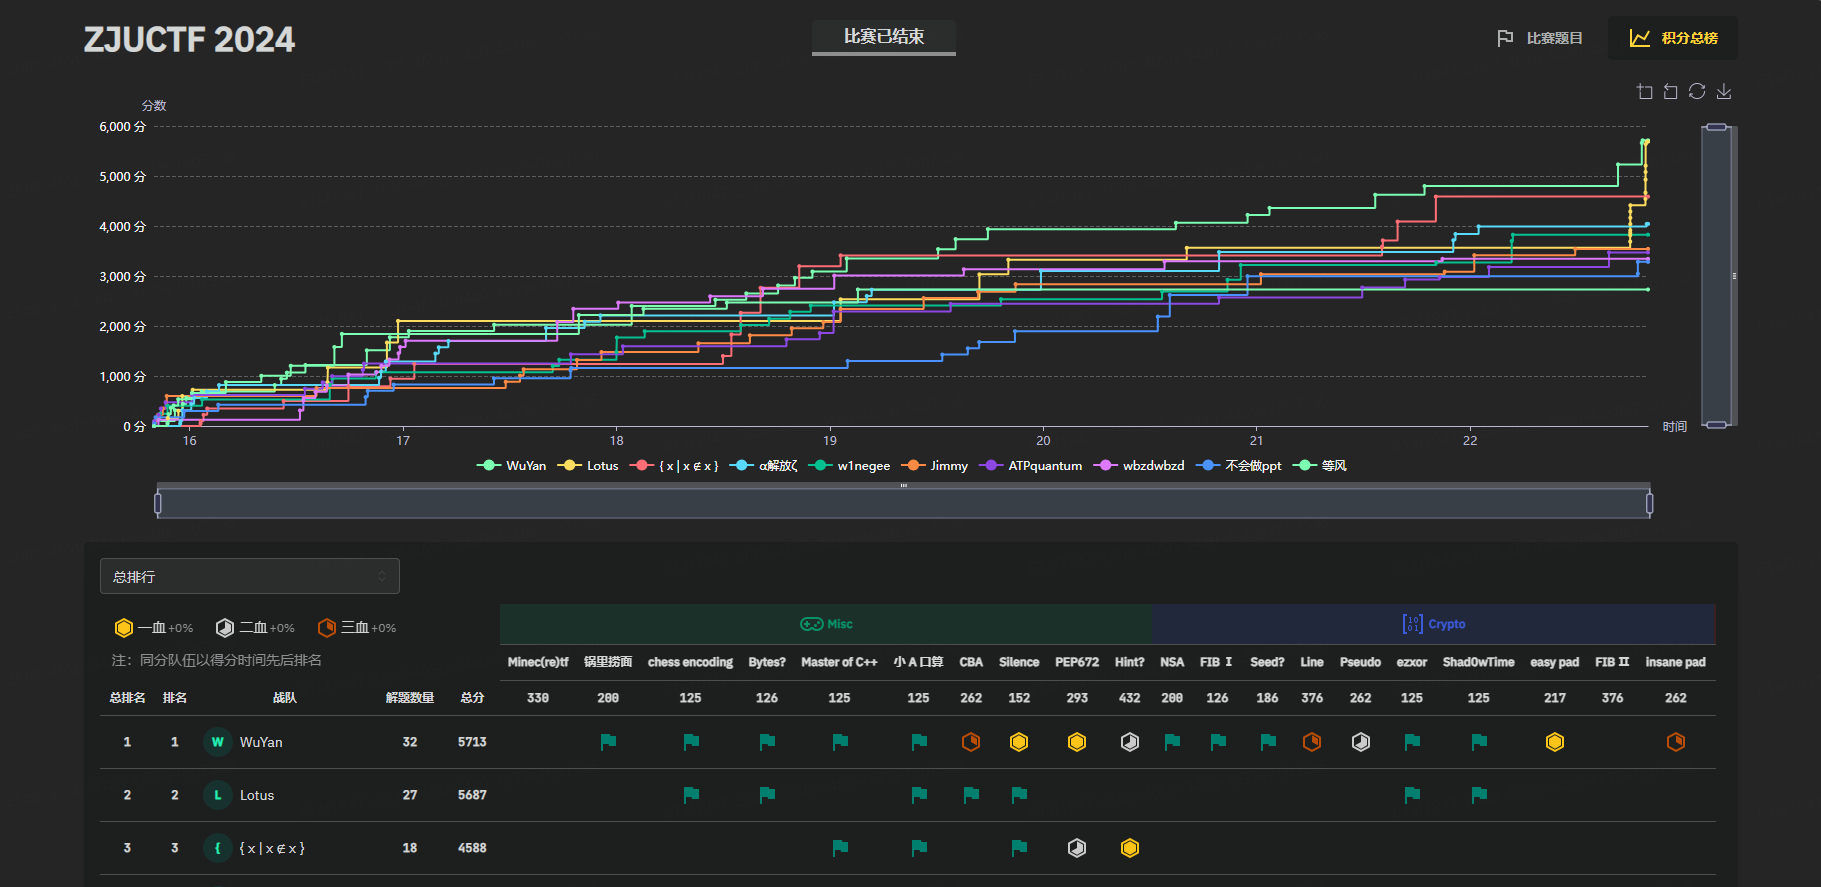 ZJUCTF 2024
比赛已结束
比赛题目
积分总榜
分数
6,000 分
5,000 分
4,000 分
3,000 分
2,000 分
1,000 分
0 分
16 17 18 19 20 21 22
时间
WuYan Lotus { x | x ∉ x } α解放ζ w1negee Jimmy ATPquantum wbzdwbzd 不会做ppt 等风
总排行
一血 +0% 二血 +0% 三血 +0%
注：同分队伍以得分时间先后排名
Misc Crypto
Minec(re)tf 锅里捞面 chess encoding Bytes? Master of C++ 小 A 口算 CBA Silence PEP672 Hint? NSA FIB Ⅰ Seed? Line Pseudo ezxor Shad0wTime easy pad FIB Ⅱ insane pad
总排名 排名 战队 解题数量 总分 330 200 125 126 125 125 262 152 293 432 200 126 186 376 262 125 125 217 376 262
1 1 W WuYan 32 5713
2 2 L Lotus 27 5687
3 3 { { x | x ∉ x } 18 4588